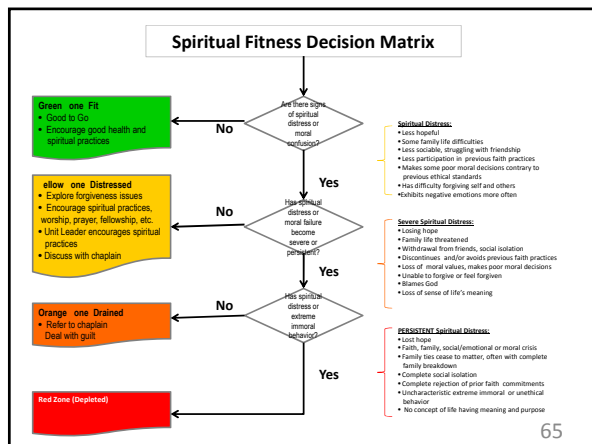 Spiritual Fitness Decision Matrix
Green one Fit
• Good to Go
• Encourage good health and
spiritual practices
No
Are there
signs of spiritual
distress or
moral
confusion?
Yes
Spiritual Distress:
• Less hopeful
• Some family life difficulties
• Less sociable, struggling with friendship
• Less participation in previous faith practices
• Makes some poor moral decisions contrary to
previous ethical standards
• Has difficulty forgiving self and others
• Exhibits negative emotions more often
ellow one Distressed
• Explore forgiveness issues
• Encourage spiritual practices,
worship, prayer, fellowship, etc.
• Unit Leader encourages spiritual
practices
• Discuss with chaplain
No
Has spiritual
distress or
moral failure
become
severe or
persistent?
Yes
Severe Spiritual Distress:
• Losing hope
• Family life threatened
• Withdrawal from friends, social isolation
• Discontinues and/or avoids previous faith practices
• Loss of moral values, makes poor moral decisions
• Unable to forgive or feel forgiven
• Blames God
• Loss of sense of life's meaning
Orange one Drained
• Refer to chaplain
Deal with guilt
No
Has spiritual
distress or
extreme
immoral
behavior?
Yes
PERSISTENT Spiritual Distress:
• Lost hope
• Faith, family, social/emotional or moral crisis
• Family ties cease to matter, often with complete
family breakdown
• Complete social isolation
• Complete rejection of prior faith commitments
• Uncharacteristic extreme immoral or unethical
behavior
• No concept of life having meaning and purpose
Red Zone (Depleted)
65